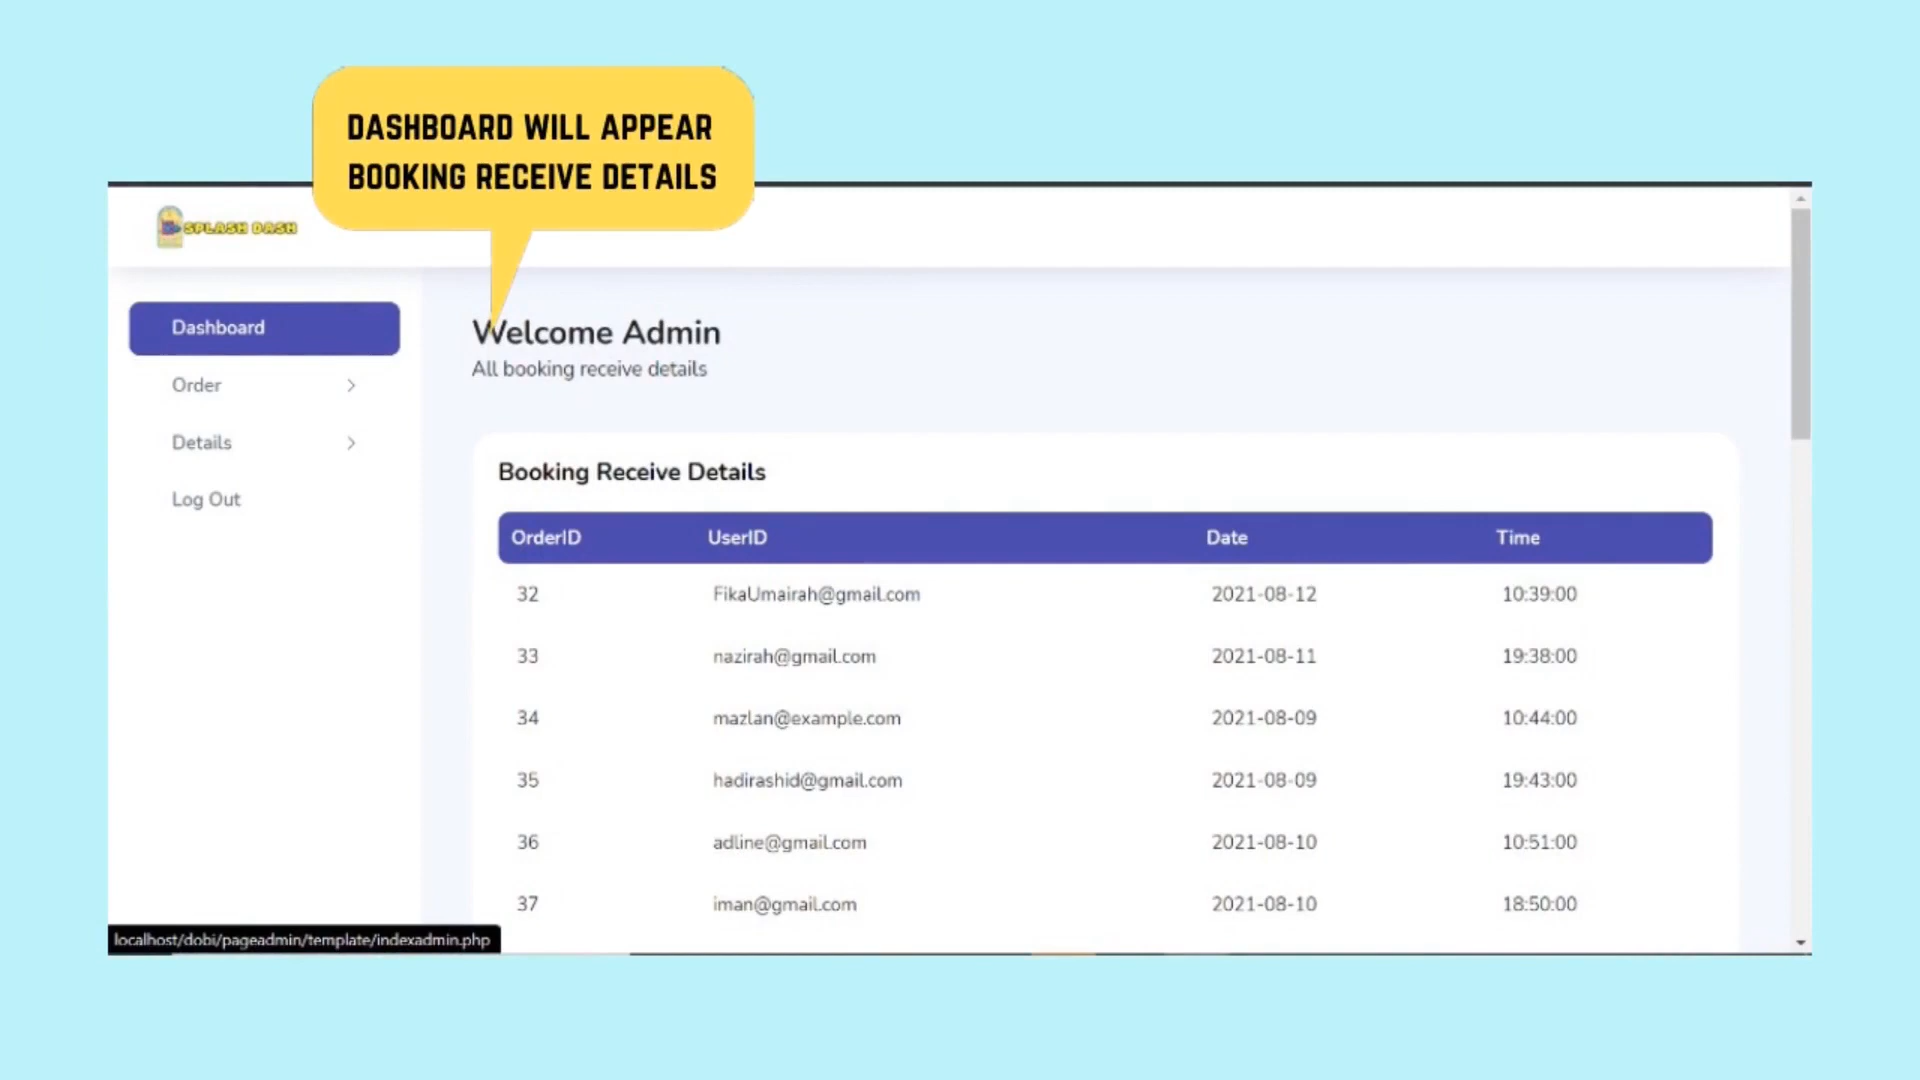 DASHBOARD WILL APPEAR
BOOKING RECEIVE DETAILS
SPLASH DASH
Dashboard
Order
Details
Log Out
Welcome Admin
All booking receive details
Booking Receive Details
OrderID UserID Date Time
32 FikaUmairah@gmail.com 2021-08-12 10:39:00
33 nazirah@gmail.com 2021-08-11 19:38:00
34 mazlan@example.com 2021-08-09 10:44:00
35 hadirashid@gmail.com 2021-08-09 19:43:00
36 adline@gmail.com 2021-08-10 10:51:00
37 iman@gmail.com 2021-08-10 18:50:00
localhost/dobi/pageadmin/template/indexadmin.php